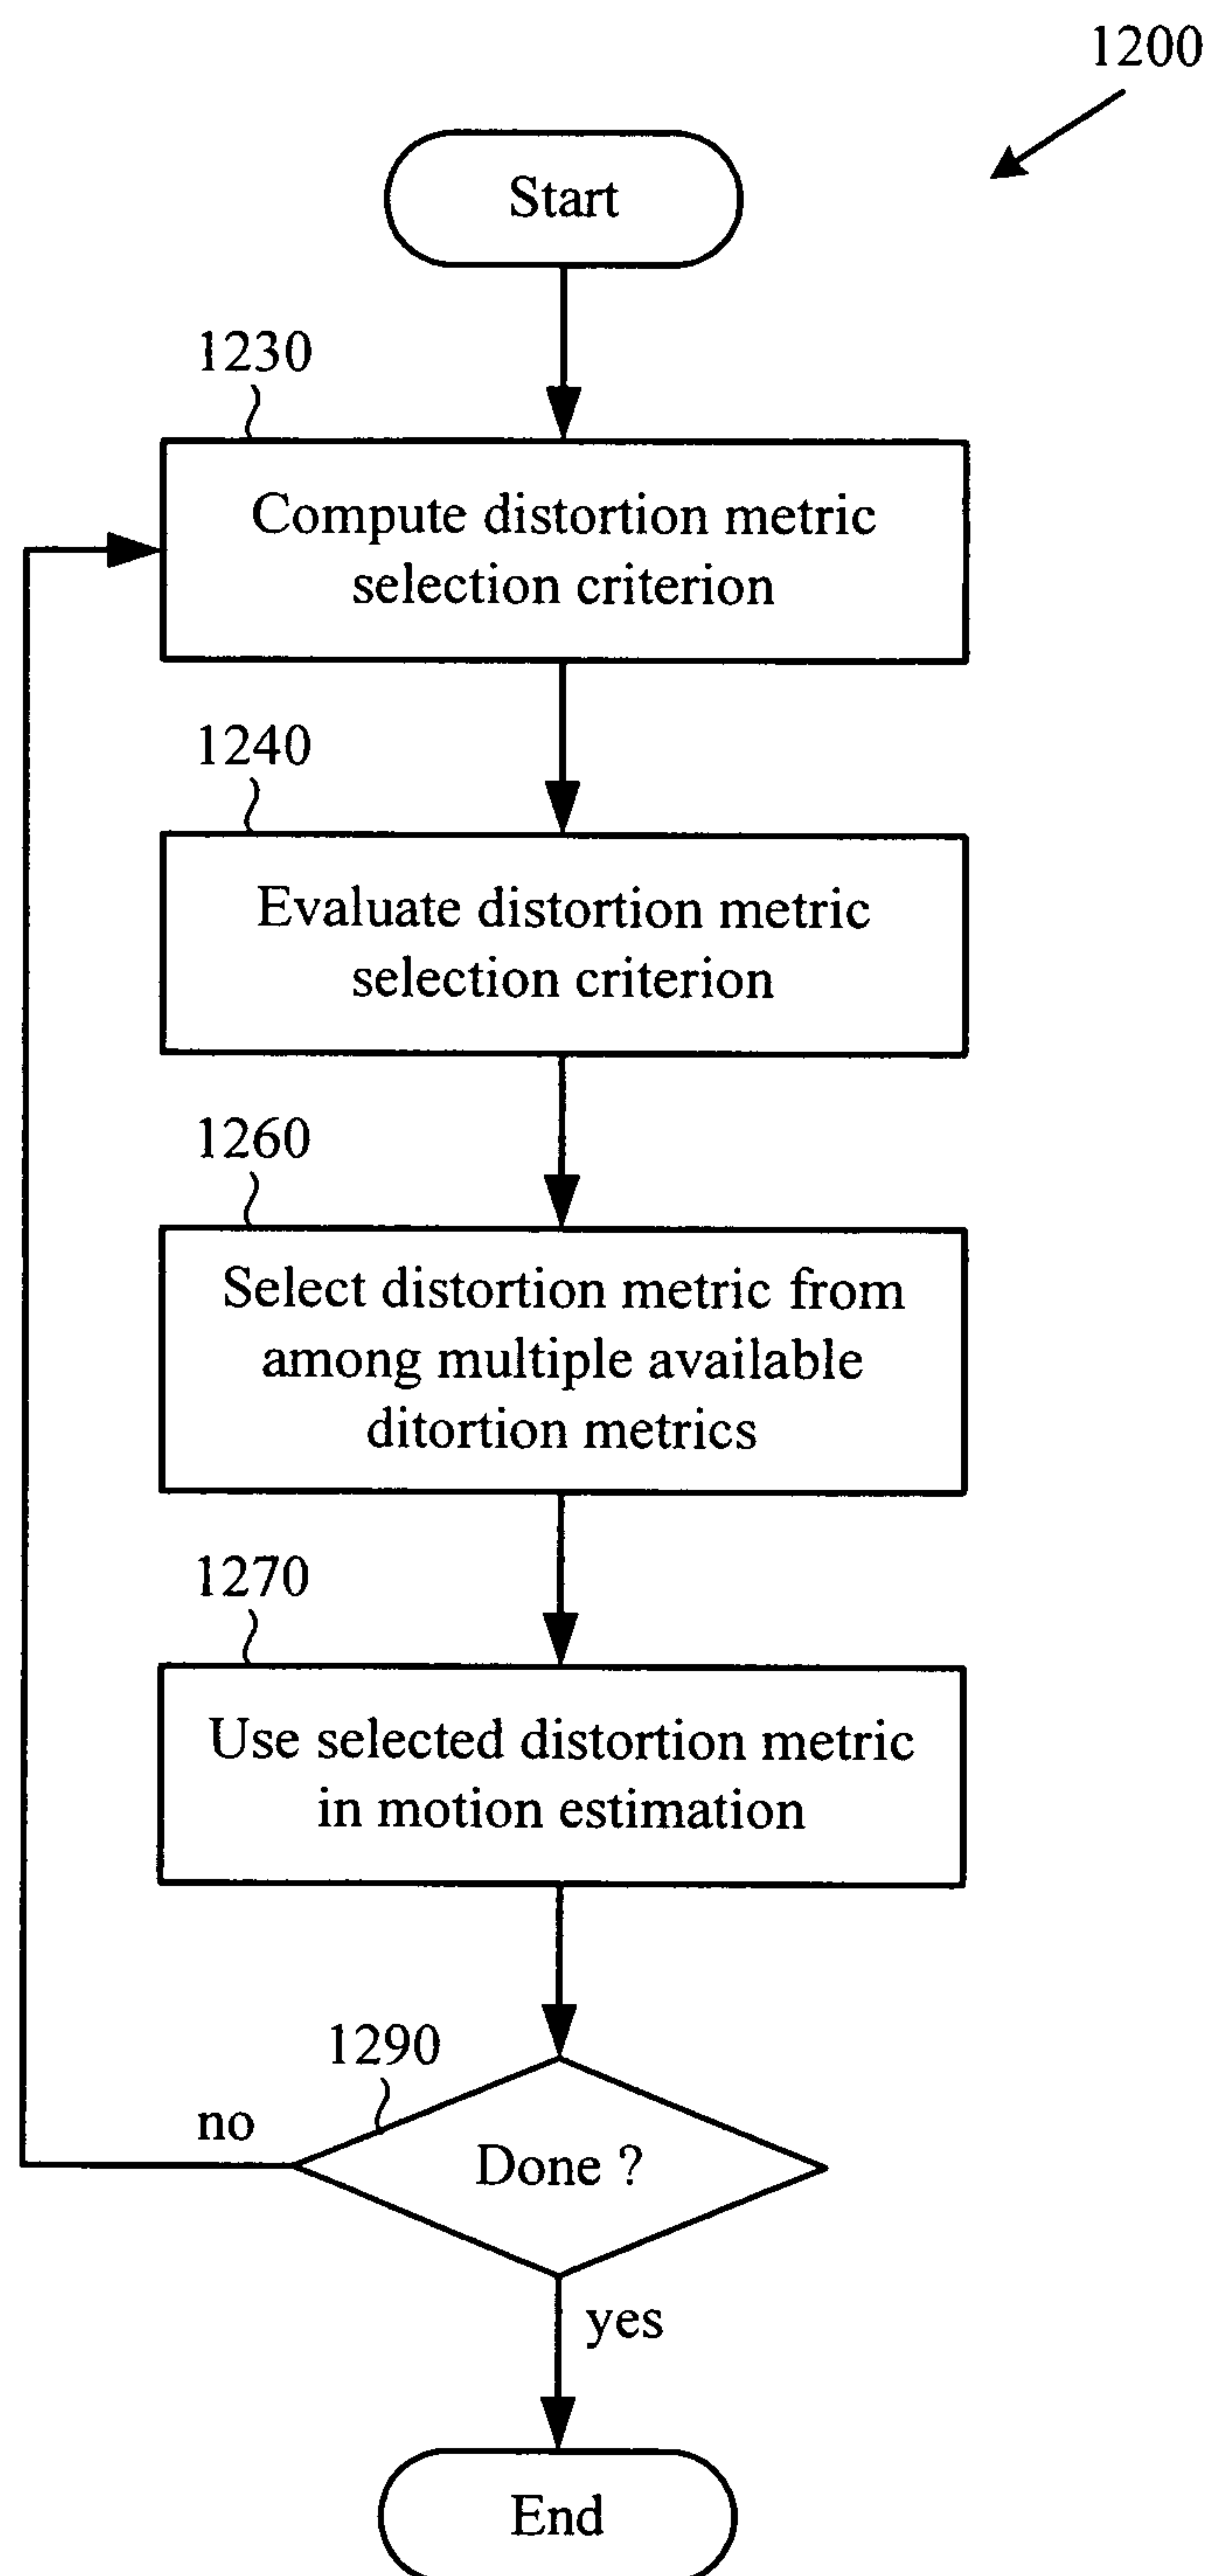 1200
Start
1230
Compute distortion metric
selection criterion
1240
Evaluate distortion metric
selection criterion
1260
Select distortion metric from
among multiple available
ditortion metrics
1270
Use selected distortion metric
in motion estimation
1290
no
Done ?
yes
End